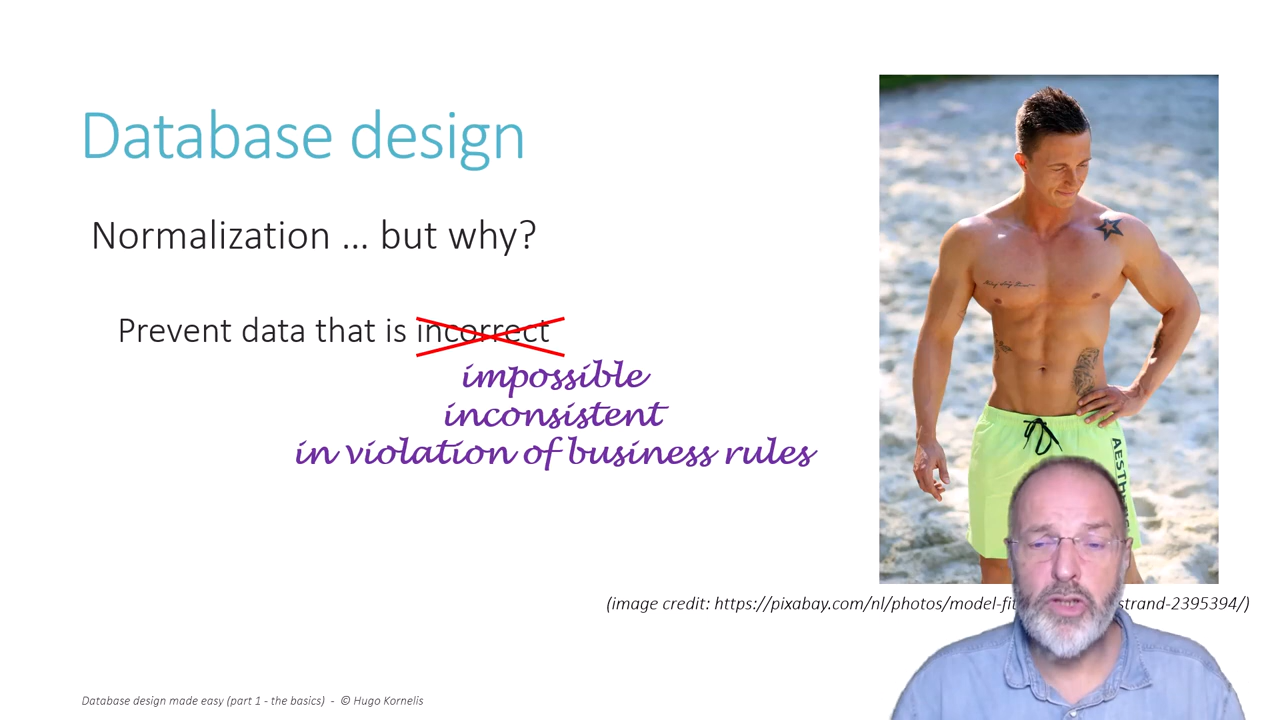 Database design
Normalization ... but why?
Prevent data that is incorrect
impossible
inconsistent
in violation of business rules
(image credit: https://pixabay.com/nl/photos/model-fi strand-2395394/)
Database design made easy (part 1 - the basics) - © Hugo Kornelis